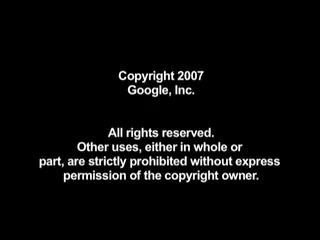 Copyright 2007
Google, Inc.
All rights reserved.
Other uses, either in whole or
part, are strictly prohibited without express
permission of the copyright owner.